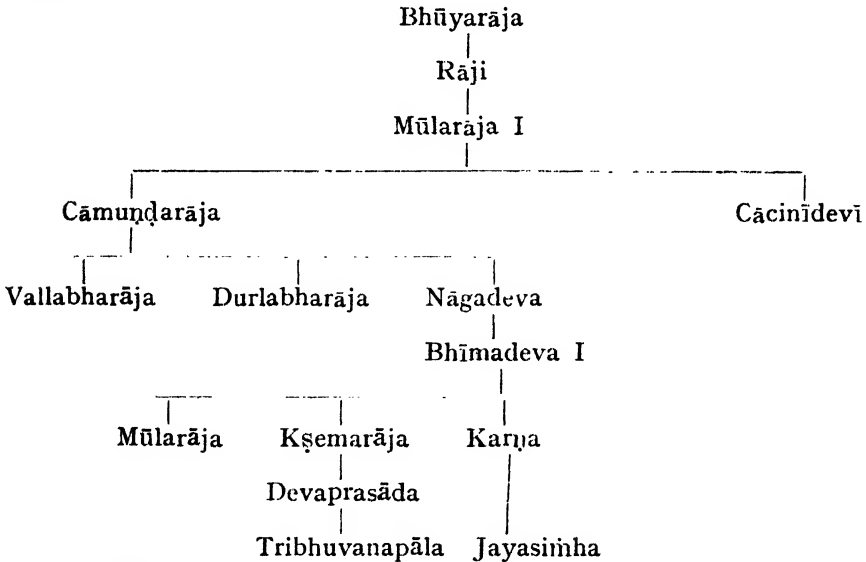 Bhūyarāja
Rāji
Mūlarāja I
Cāmuṇḍarāja Cācinīdevī
Vallabharāja Durlabharāja Nāgadeva
Bhīmadeva I
Mūlarāja Kṣemarāja Karṇa
Devaprasāda
Tribhuvanapāla Jayasiṁha